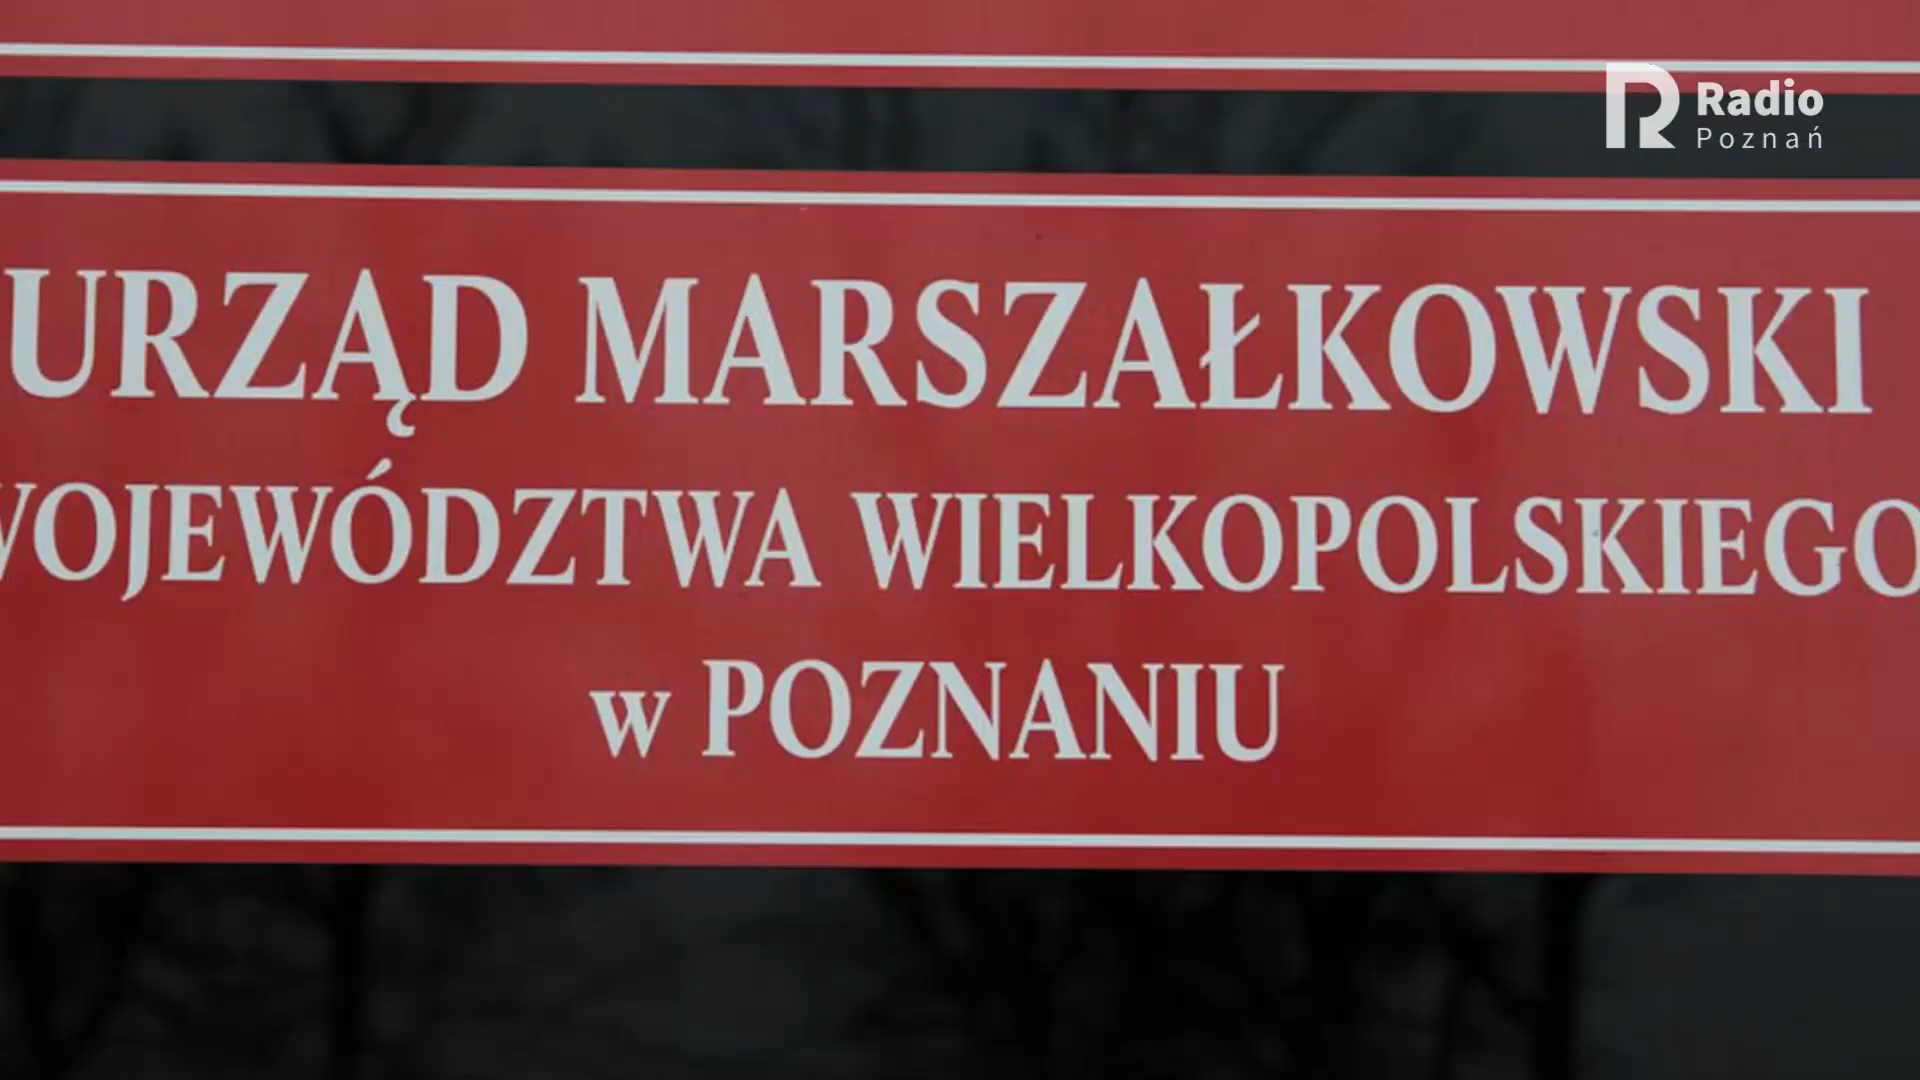 Radio
Poznań
URZĄD MARSZAŁKOWSKI
WOJEWÓDZTWA WIELKOPOLSKIEGO
w POZNANIU